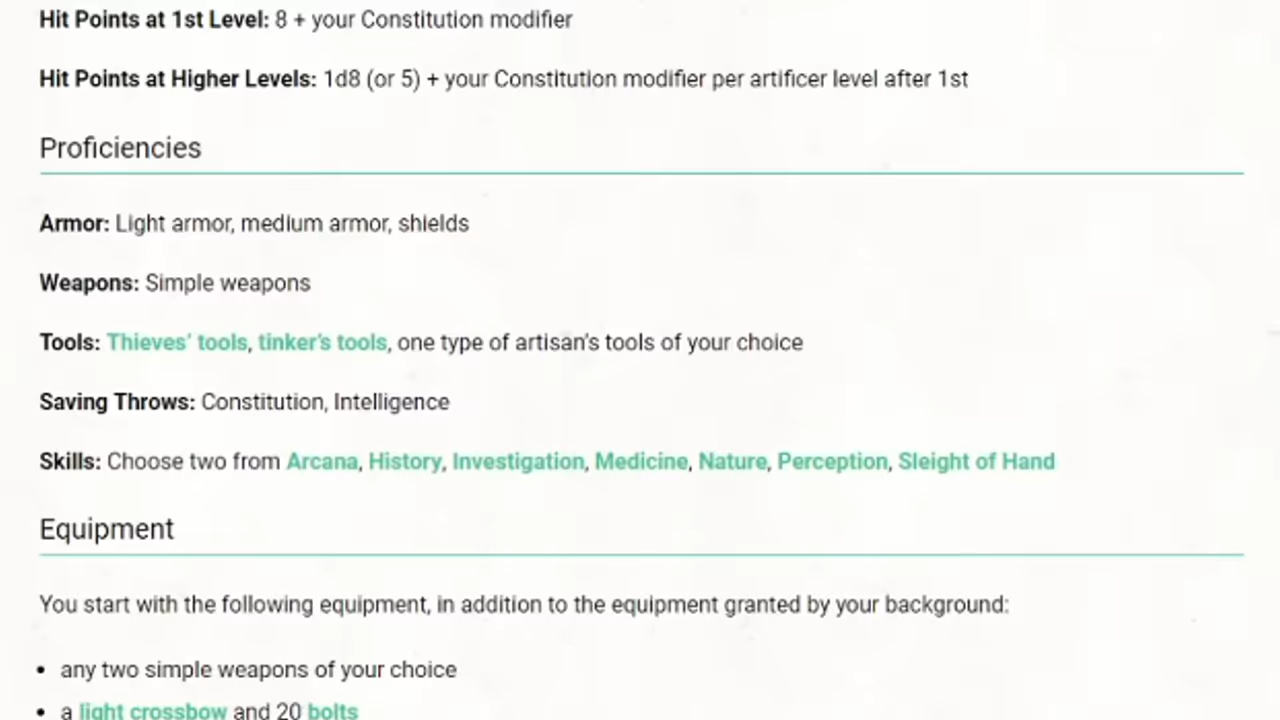 Hit Points at 1st Level: 8 + your Constitution modifier
Hit Points at Higher Levels: 1d8 (or 5) + your Constitution modifier per artificer level after 1st
Proficiencies
Armor: Light armor, medium armor, shields
Weapons: Simple weapons
Tools: Thieves’ tools, tinker’s tools, one type of artisan’s tools of your choice
Saving Throws: Constitution, Intelligence
Skills: Choose two from Arcana, History, Investigation, Medicine, Nature, Perception, Sleight of Hand
Equipment
You start with the following equipment, in addition to the equipment granted by your background:
• any two simple weapons of your choice
• a light crossbow and 20 bolts